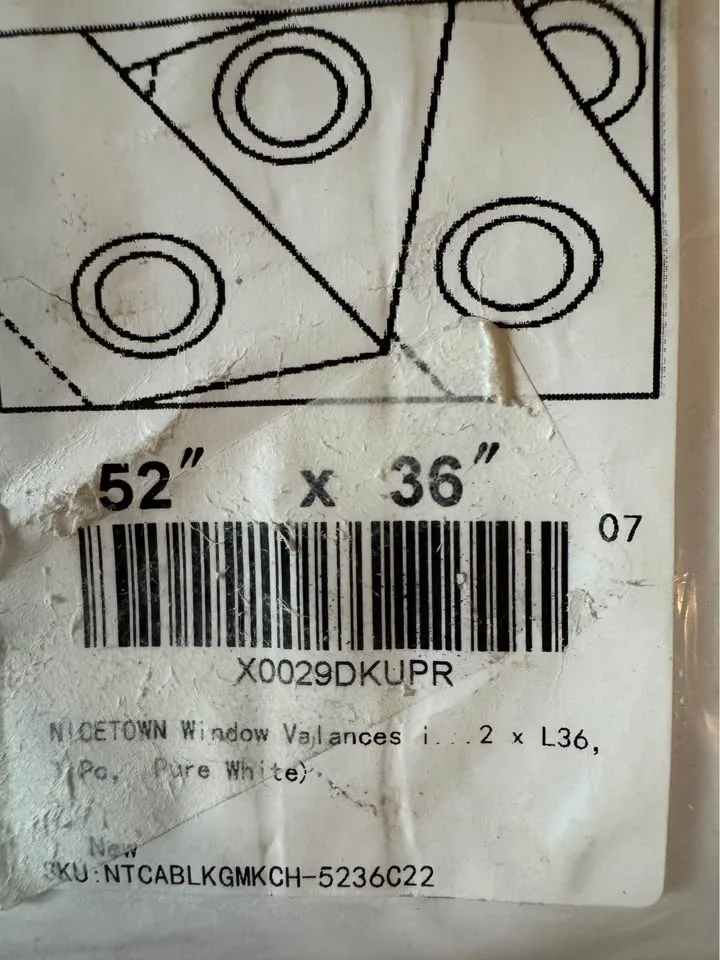 52" x 36"
07
X0029DKUPR
NICETOWN Window Valances i...2 x L36,
Pc, Pure White)
New
SKU:NTCABLKGMKCH-5236C22